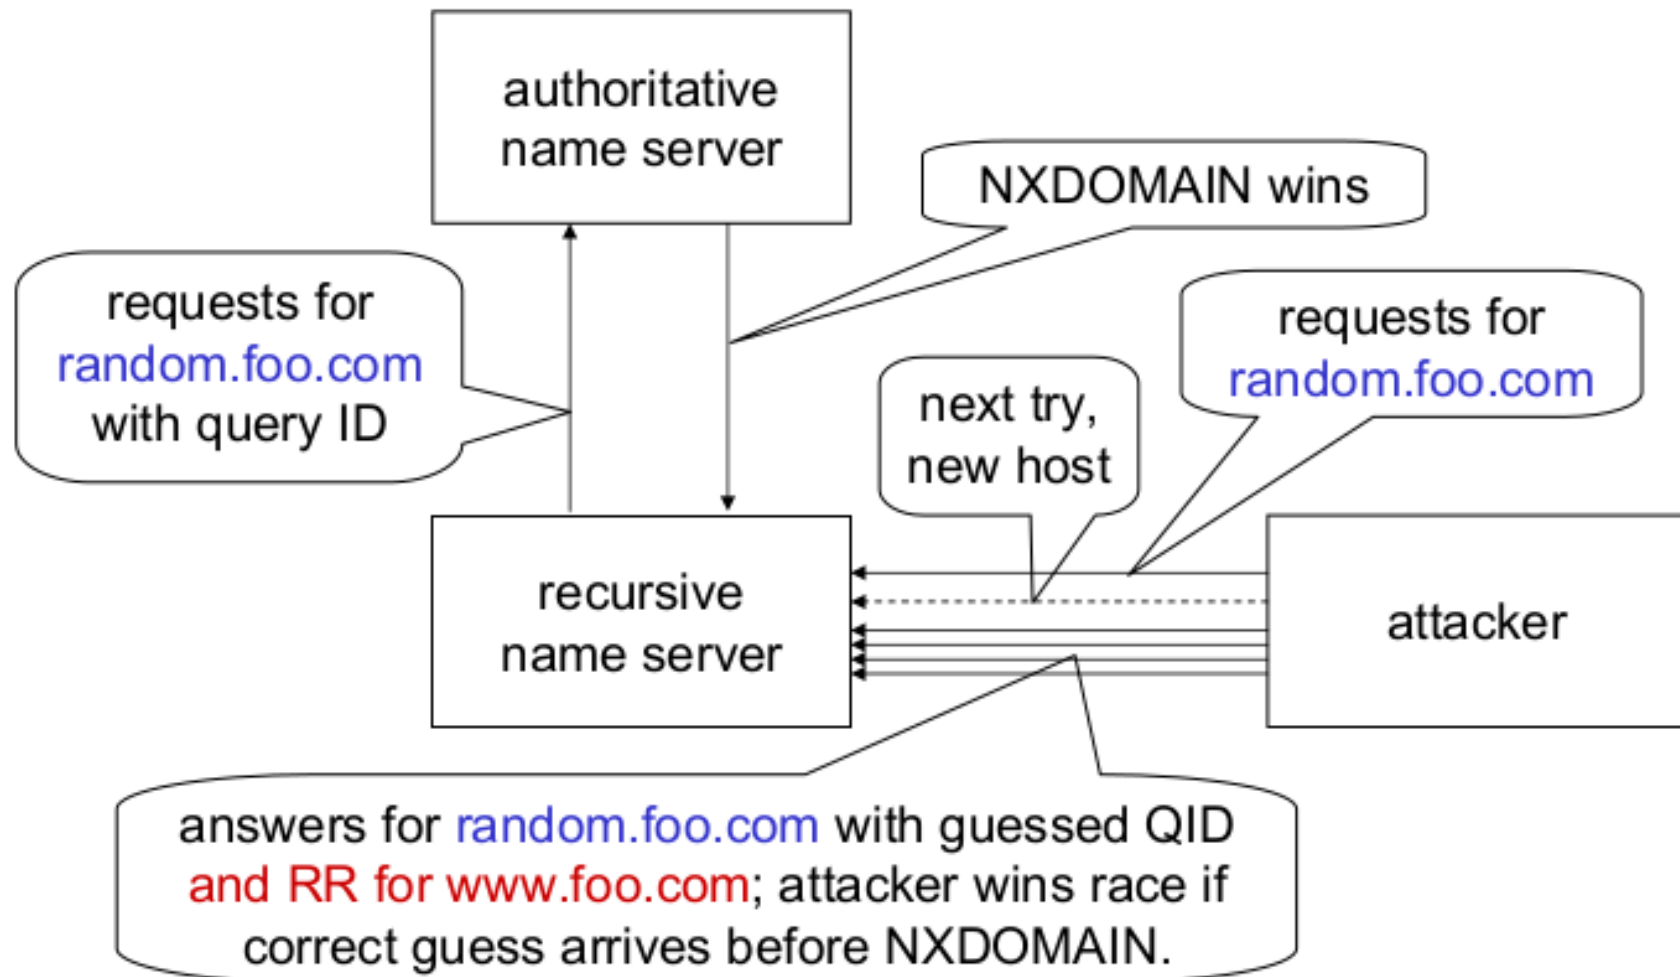 authoritative
name server
NXDOMAIN wins
requests for
random.foo.com
with query ID
requests for
random.foo.com
next try,
new host
recursive
name server
attacker
answers for random.foo.com with guessed QID
and RR for www.foo.com; attacker wins race if
correct guess arrives before NXDOMAIN.